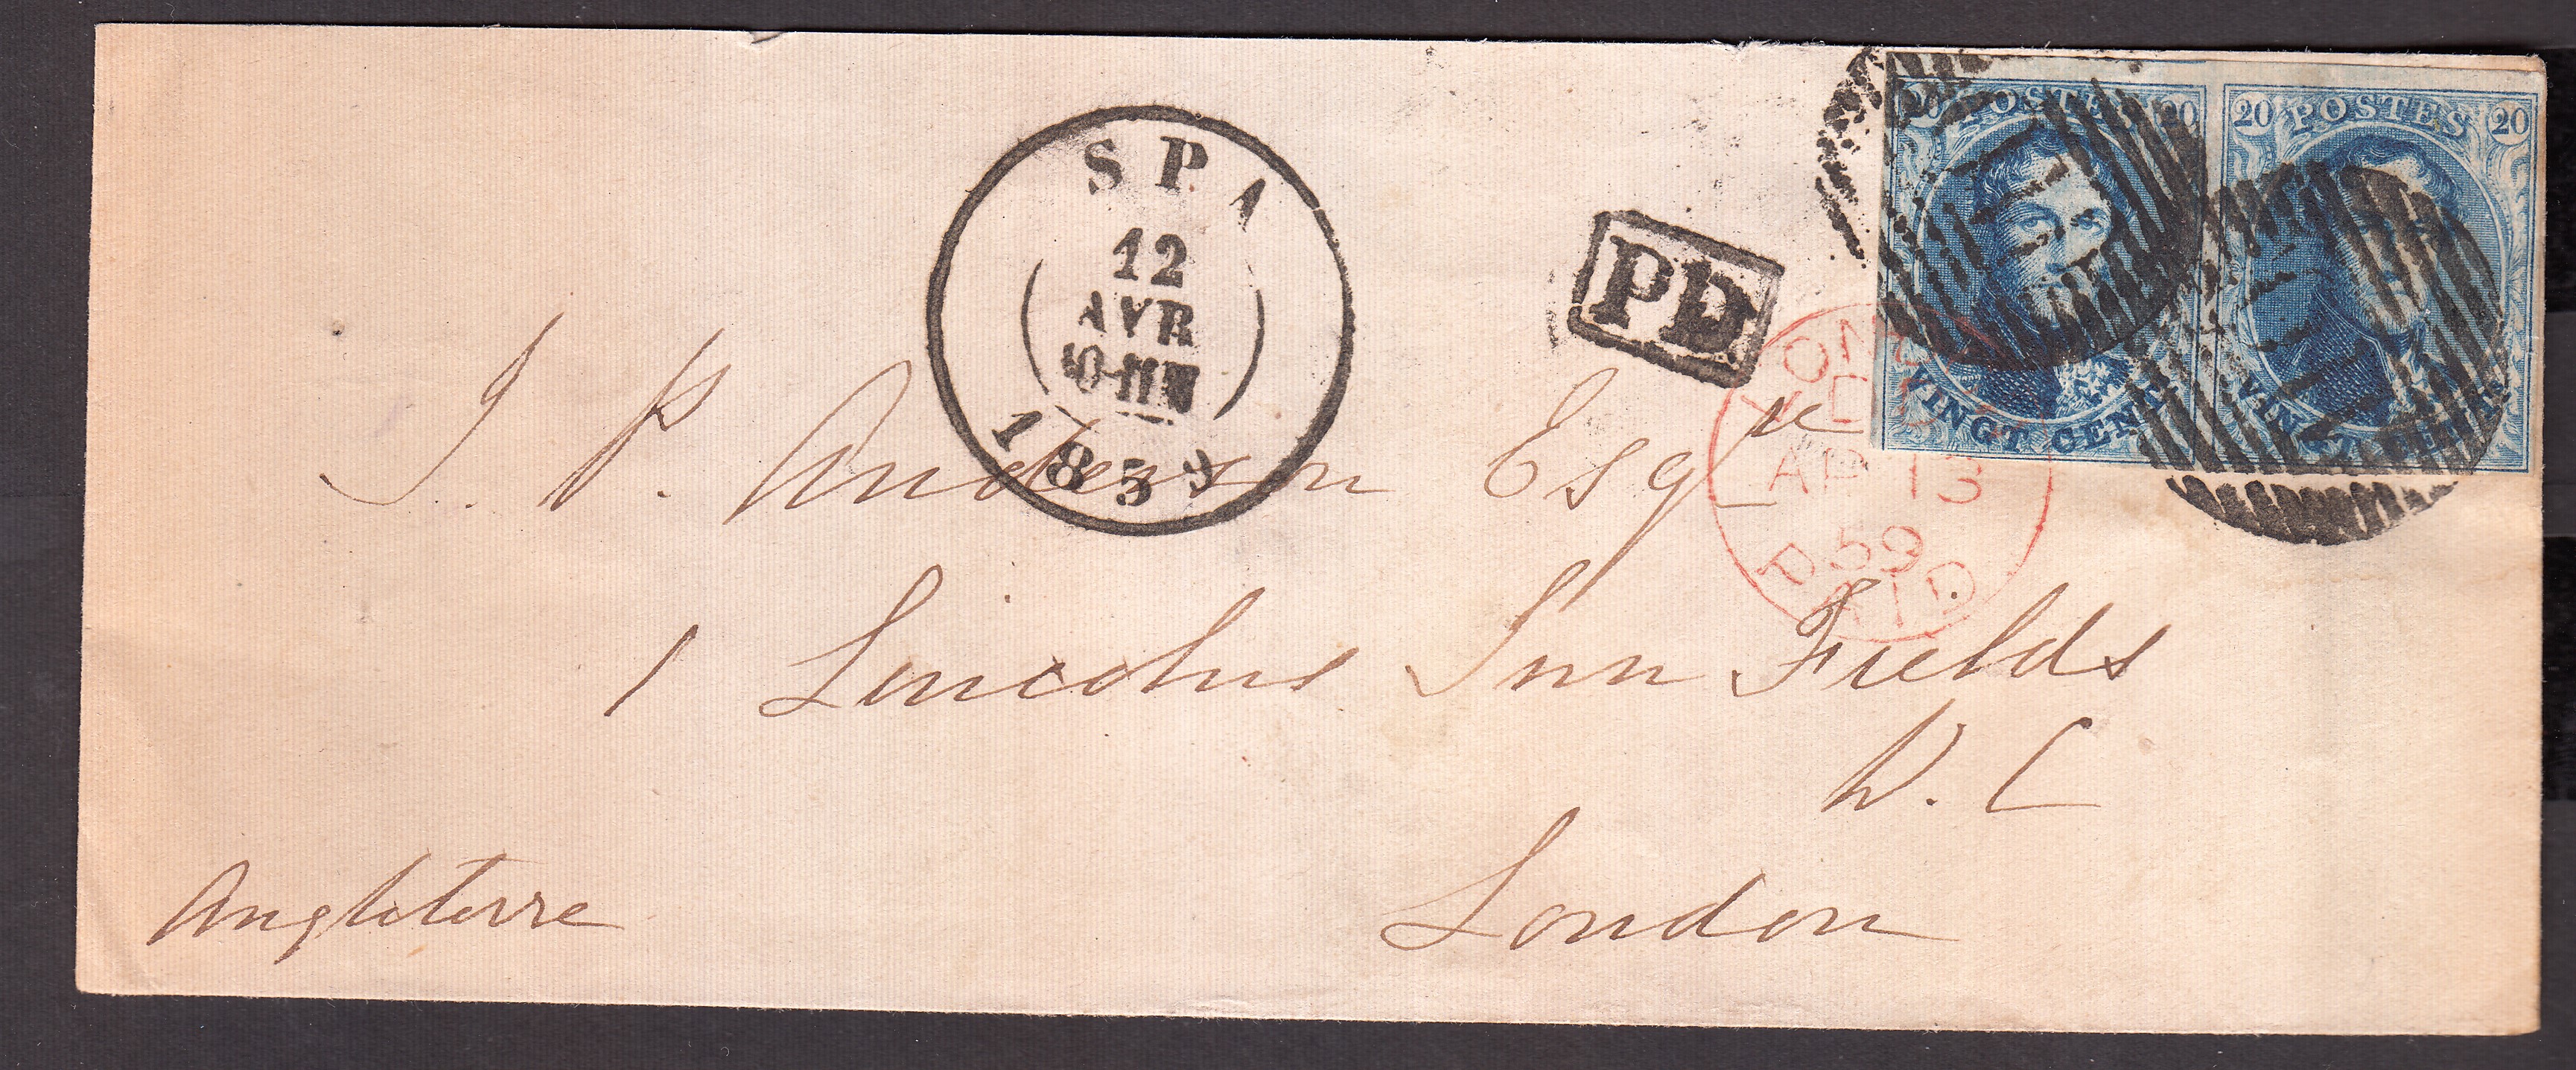 20 POSTES 20
20 POSTES 20
VINGT CENT
SPA
12
AVR
1859
PD
AP 13
59
PAID
J. P. Anderson Esqre
1 Lincolns Inn Fields
W. C
London
Angleterre